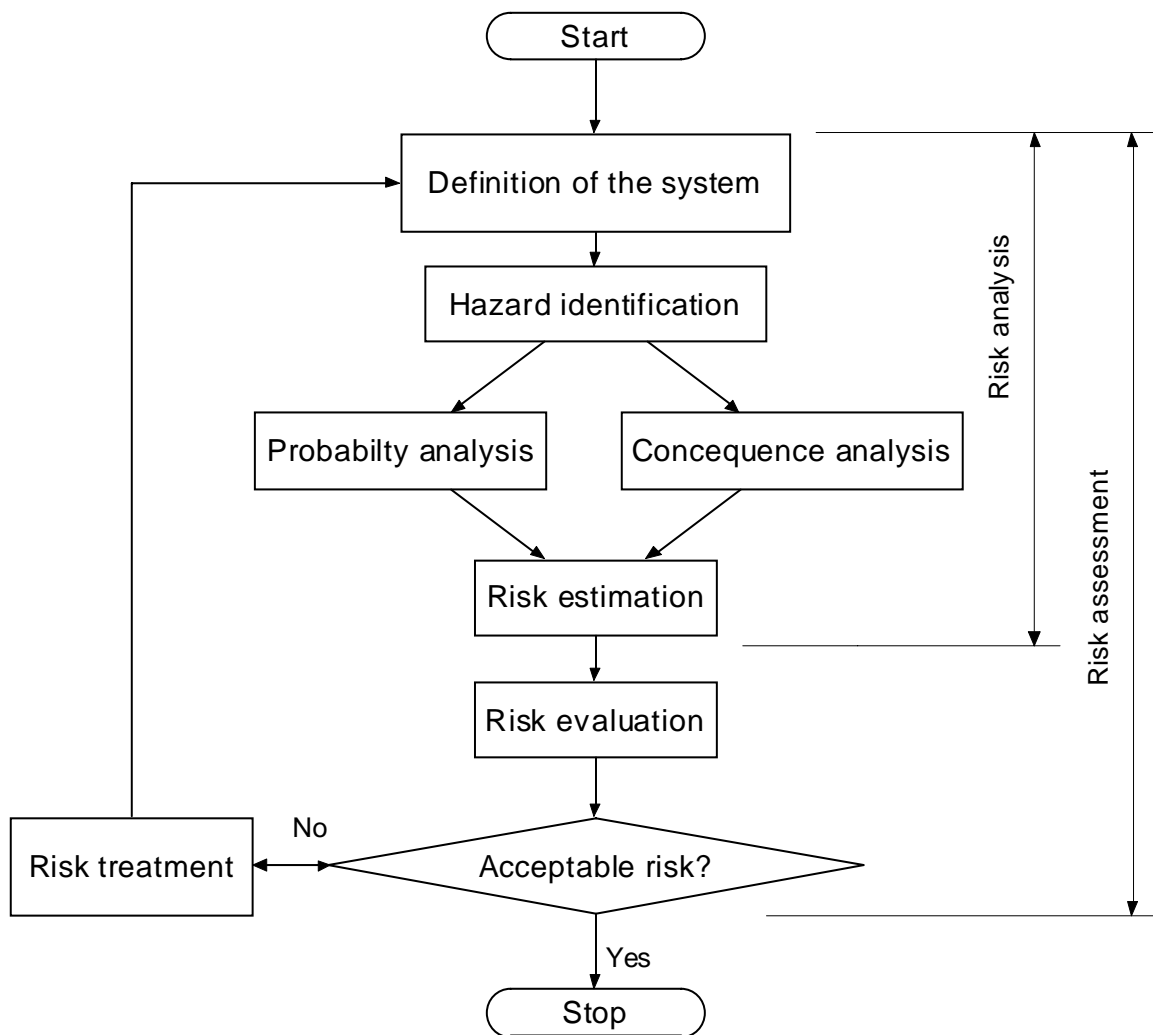 Start
Definition of the system
Hazard identification
Probabilty analysis
Concequence analysis
Risk estimation
Risk evaluation
Acceptable risk?
No
Risk treatment
Yes
Stop
Risk analysis
Risk assessment